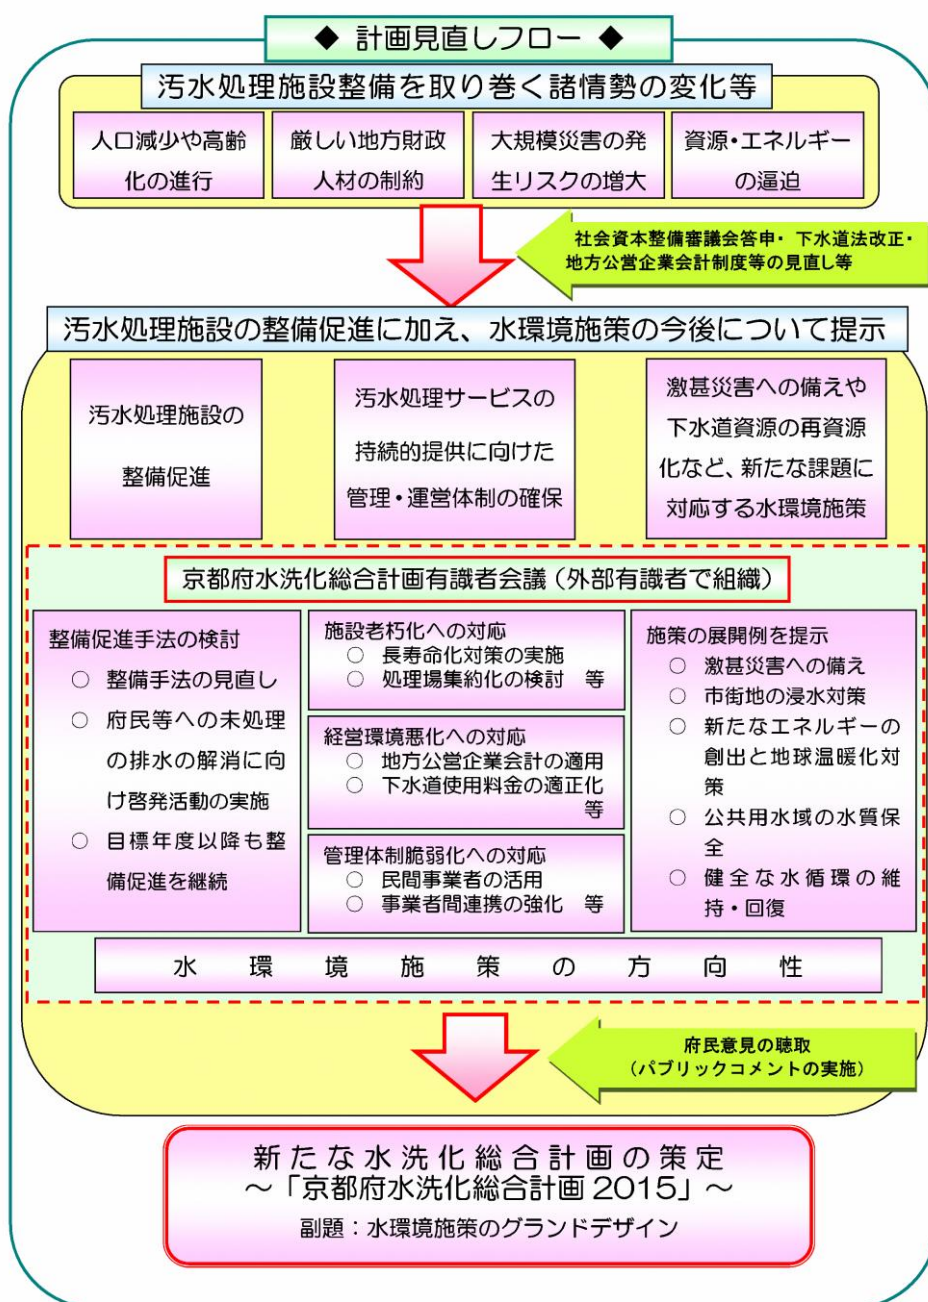 ◆ 計画見直しフロー ◆
汚水処理施設整備を取り巻く諸情勢の変化等
人口減少や高齢
化の進行
厳しい地方財政
人材の制約
大規模災害の発
生リスクの増大
資源・エネルギー
の逼迫
社会資本整備審議会答申・下水道法改正・
地方公営企業会計制度等の見直し等
汚水処理施設の整備促進に加え、水環境施策の今後について提示
汚水処理施設の
整備促進
汚水処理サービスの
持続的提供に向けた
管理・運営体制の確保
激甚災害への備えや
下水道資源の再資源
化など、新たな課題に
対応する水環境施策
京都府水洗化総合計画有識者会議（外部有識者で組織）
整備促進手法の検討
○ 整備手法の見直し
○ 府民等への未処理
の排水の解消に向
け啓発活動の実施
○ 目標年度以降も整
備促進を継続
施設老朽化への対応
○ 長寿命化対策の実施
○ 処理場集約化の検討 等
経営環境悪化への対応
○ 地方公営企業会計の適用
○ 下水道使用料金の適正化
等
管理体制脆弱化への対応
○ 民間事業者の活用
○ 事業者間連携の強化 等
施策の展開例を提示
○ 激甚災害への備え
○ 市街地の浸水対策
○ 新たなエネルギーの
創出と地球温暖化対
策
○ 公共用水域の水質保
全
○ 健全な水循環の維
持・回復
水環境施策の方向性
府民意見の聴取
（パブリックコメントの実施）
新たな水洗化総合計画の策定
～「京都府水洗化総合計画2015」～
副題：水環境施策のグランドデザイン